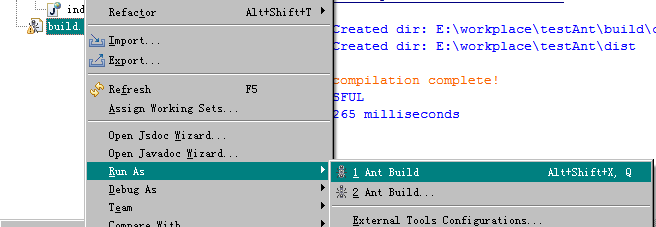 ind
build.
Refactor Alt+Shift+T
Import...
Export...
Refresh F5
Assign Working Sets...
Open Jsdoc Wizard...
Open Javadoc Wizard...
Run As
Debug As
Team
Compare With
Created dir: E:\workplace\testAnt\build\
Created dir: E:\workplace\testAnt\dist
compilation complete!
SFUL
265 milliseconds
1 Ant Build Alt+Shift+X, Q
2 Ant Build...
External Tools Configurations...